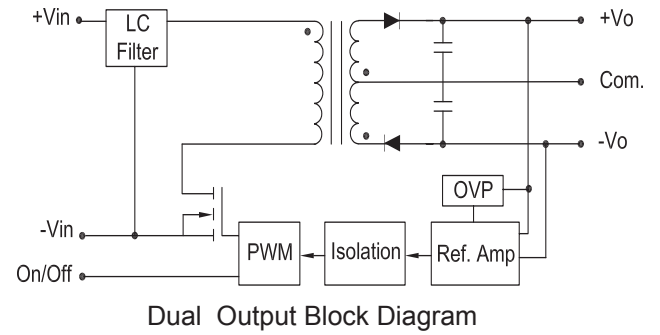 +Vin
LC
Filter
+Vo
Com.
-Vo
OVP
-Vin
PWM
Isolation
Ref. Amp
On/Off
Dual Output Block Diagram